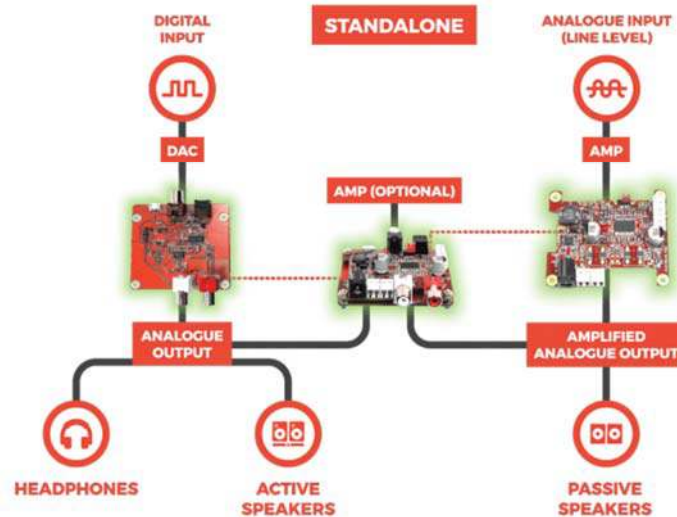 DIGITAL
INPUT
STANDALONE
ANALOGUE INPUT
(LINE LEVEL)
DAC
AMP
AMP (OPTIONAL)
ANALOGUE
OUTPUT
AMPLIFIED
ANALOGUE OUTPUT
HEADPHONES
ACTIVE
SPEAKERS
PASSIVE
SPEAKERS